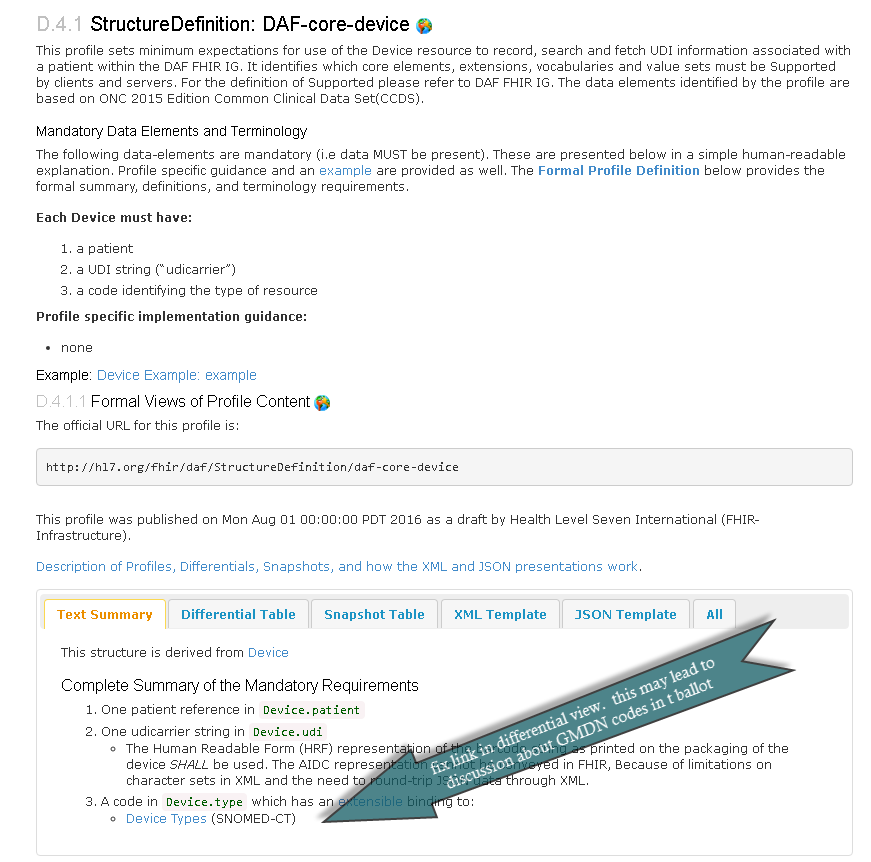 D.4.1 StructureDefinition: DAF-core-device
This profile sets minimum expectations for use of the Device resource to record, search and fetch UDI information associated with
a patient within the DAF FHIR IG. It identifies which core elements, extensions, vocabularies and value sets must be Supported
by clients and servers. For the definition of Supported please refer to DAF FHIR IG. The data elements identified by the profile are
based on ONC 2015 Edition Common Clinical Data Set(CCDS).
Mandatory Data Elements and Terminology
The following data-elements are mandatory (i.e data MUST be present). These are presented below in a simple human-readable
explanation. Profile specific guidance and an example are provided as well. The Formal Profile Definition below provides the
formal summary, definitions, and terminology requirements.
Each Device must have:
1. a patient
2. a UDI string (“udicarrier”)
3. a code identifying the type of resource
Profile specific implementation guidance:
• none
Example: Device Example: example
D.4.1.1 Formal Views of Profile Content
The official URL for this profile is:
http://hl7.org/fhir/daf/StructureDefinition/daf-core-device
This profile was published on Mon Aug 01 00:00:00 PDT 2016 as a draft by Health Level Seven International (FHIR-
Infrastructure).
Description of Profiles, Differentials, Snapshots, and how the XML and JSON presentations work.
Text Summary Differential Table Snapshot Table XML Template JSON Template All
This structure is derived from Device
Complete Summary of the Mandatory Requirements
1. One patient reference in Device.patient
2. One udicarrier string in Device.udi
The Human Readable Form (HRF) representation of the as printed on the packaging of the
device SHALL be used. The AIDC representation in FHIR, Because of limitations on
character sets in XML and the need to round-trip data through XML.
3. A code in Device.type which has an extensible binding to:
Device Types (SNOMED-CT)
fix link in differential view. this may lead to
discussion about GMDN codes in t ballot